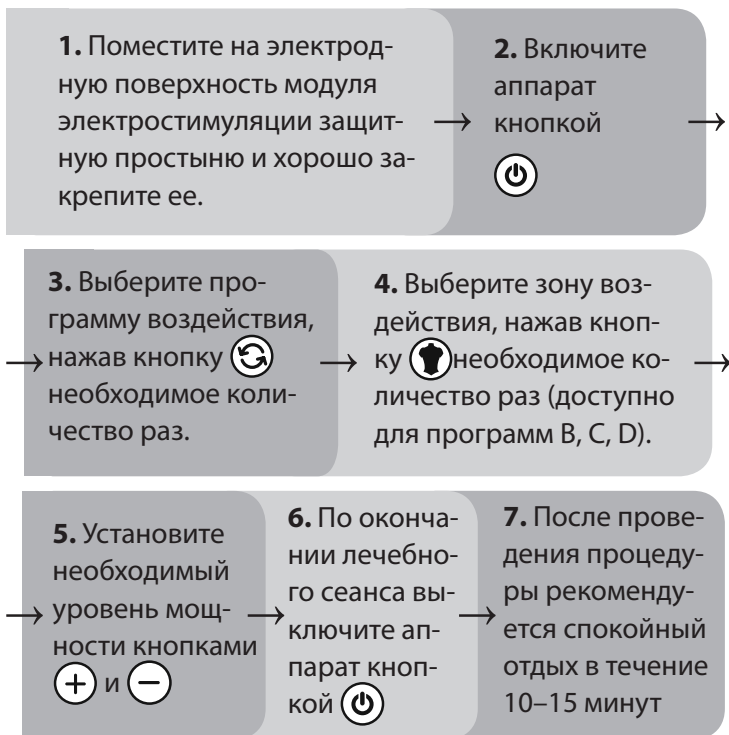 1. Поместите на электрод-
ную поверхность модуля
электростимуляции защит-
ную простыню и хорошо за-
крепите ее.
2. Включите
аппарат
кнопкой
3. Выберите про-
грамму воздействия,
нажав кнопку
необходимое коли-
чество раз.
4. Выберите зону воз-
действия, нажав кноп-
ку необходимое ко-
личество раз (доступно
для программ B, C, D).
5. Установите
необходимый
уровень мощ-
ности кнопками
+ и −
6. По оконча-
нии лечебно-
го сеанса вы-
ключите ап-
парат кноп-
кой
7. После прове-
дения процеду-
ры рекоменду-
ется спокойный
отдых в течение
10–15 минут